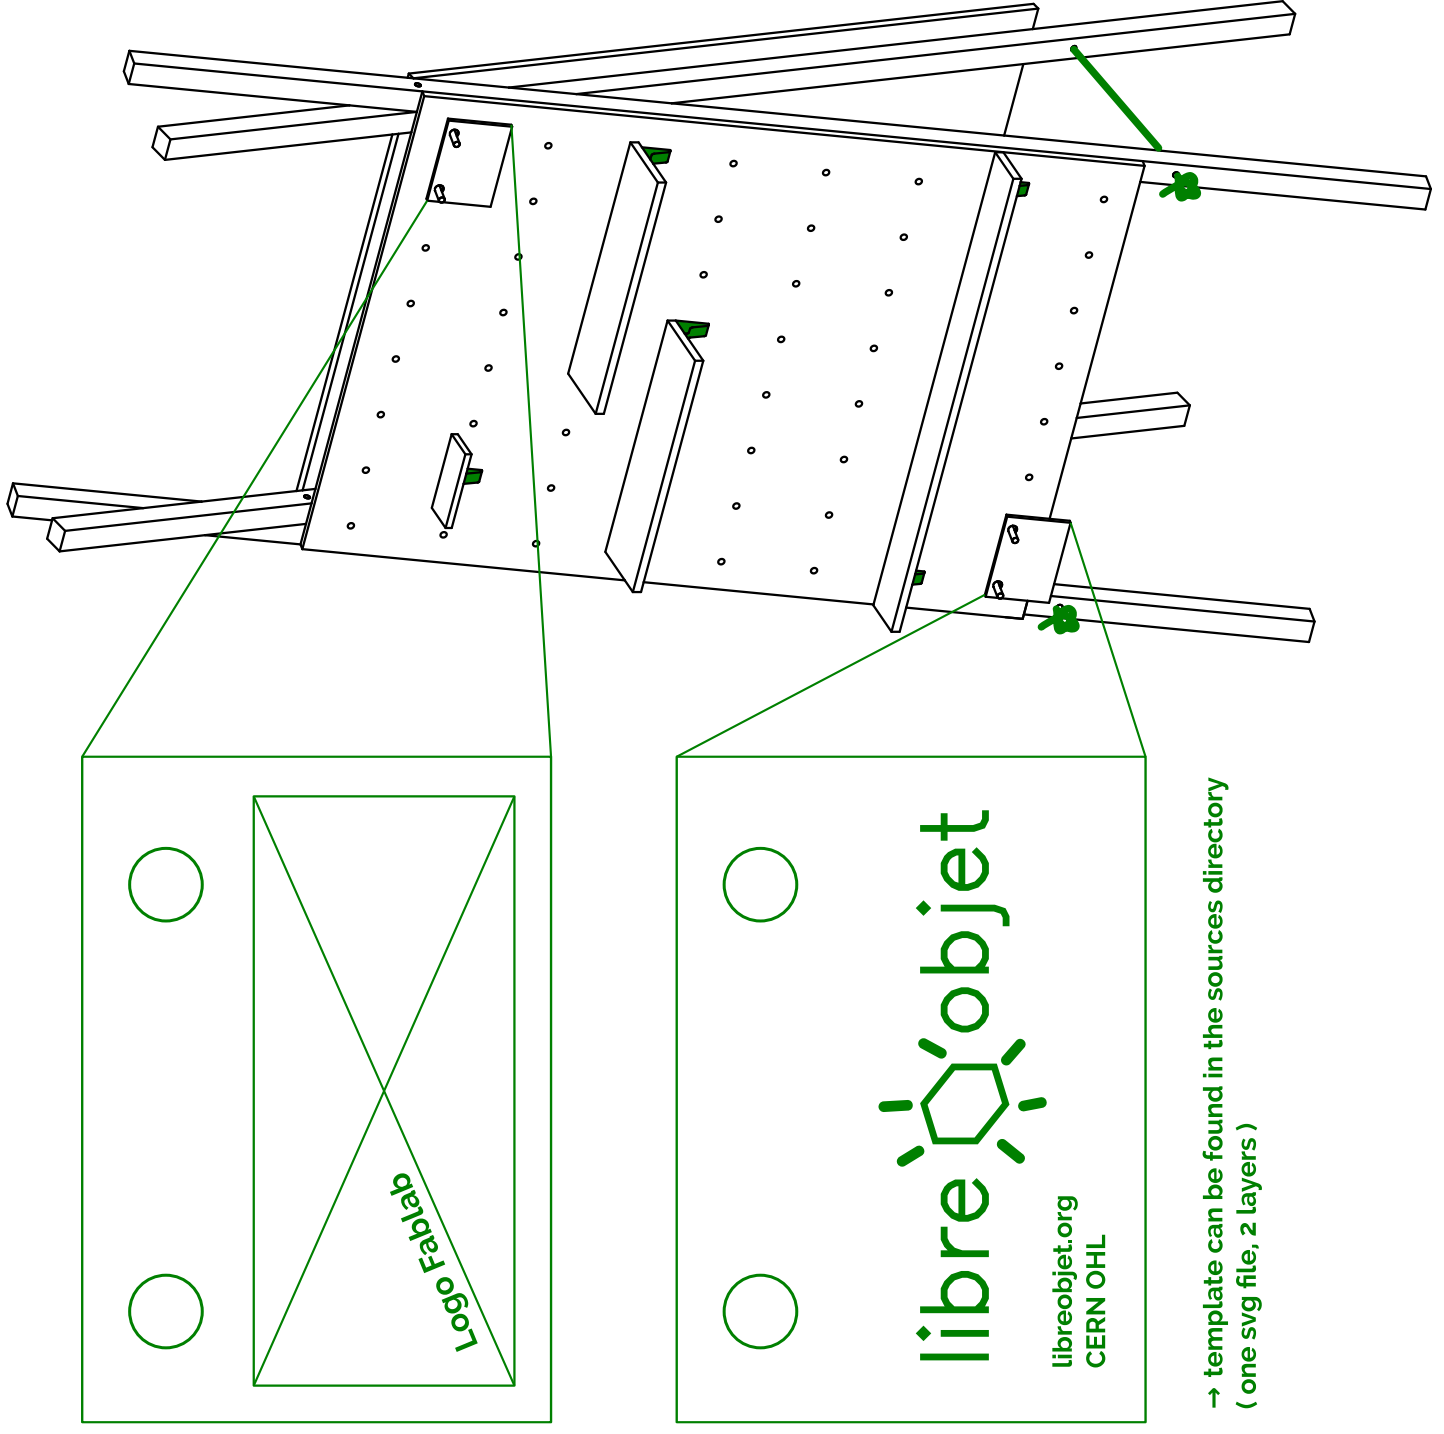 Logo Fablab
libre objet
libreobjet.org
CERN OHL
→ template can be found in the sources directory
( one svg file, 2 layers )